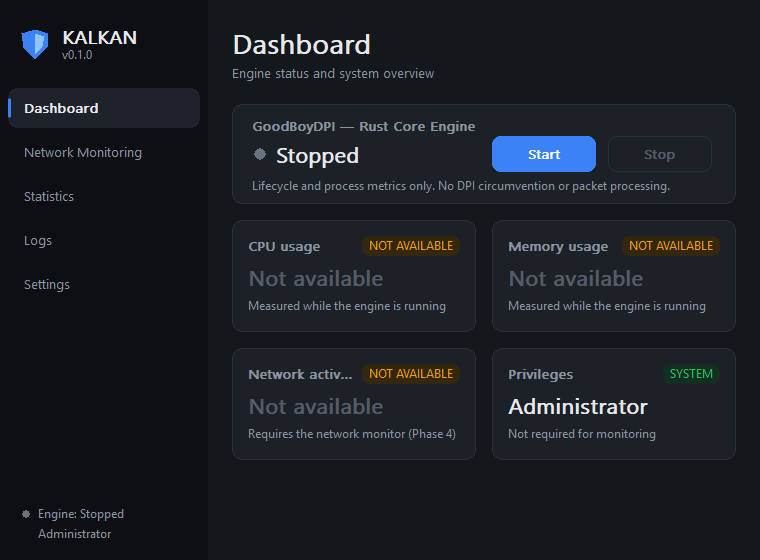 KALKAN
v0.1.0
Dashboard
Network Monitoring
Statistics
Logs
Settings
Engine: Stopped
Administrator
Dashboard
Engine status and system overview
GoodBoyDPI — Rust Core Engine
Stopped
Start
Stop
Lifecycle and process metrics only. No DPI circumvention or packet processing.
CPU usage
NOT AVAILABLE
Not available
Measured while the engine is running
Memory usage
NOT AVAILABLE
Not available
Measured while the engine is running
Network activ...
NOT AVAILABLE
Not available
Requires the network monitor (Phase 4)
Privileges
SYSTEM
Administrator
Not required for monitoring